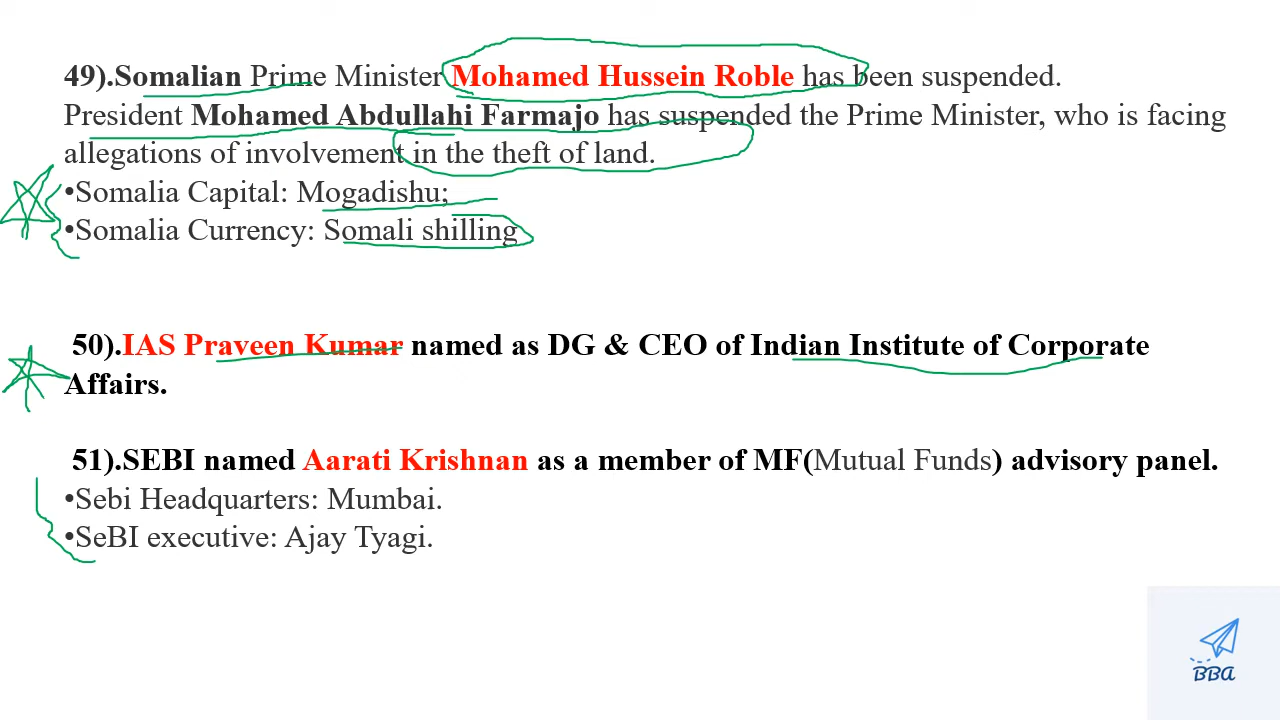 49).Somalian Prime Minister Mohamed Hussein Roble has been suspended.
President Mohamed Abdullahi Farmajo has suspended the Prime Minister, who is facing
allegations of involvement in the theft of land.
•Somalia Capital: Mogadishu;
•Somalia Currency: Somali shilling
50).IAS Praveen Kumar named as DG & CEO of Indian Institute of Corporate
Affairs.
51).SEBI named Aarati Krishnan as a member of MF(Mutual Funds) advisory panel.
•Sebi Headquarters: Mumbai.
•SeBI executive: Ajay Tyagi.
BBA